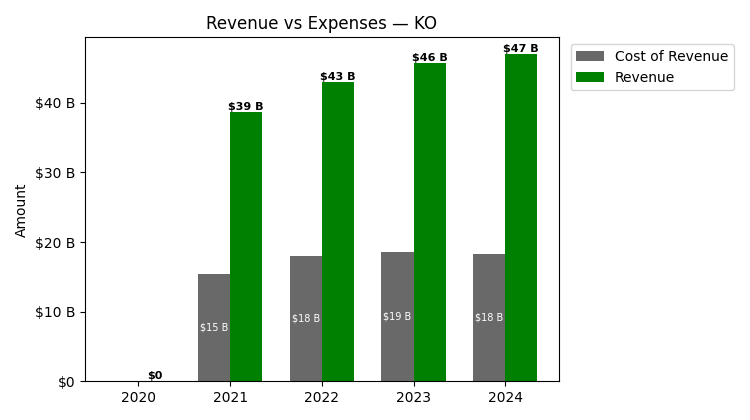 Revenue vs Expenses — KO
Cost of Revenue
Revenue
Amount
$40 B
$30 B
$20 B
$10 B
$0
$0
$39 B
$43 B
$46 B
$47 B
$15 B
$18 B
$19 B
$18 B
2020
2021
2022
2023
2024